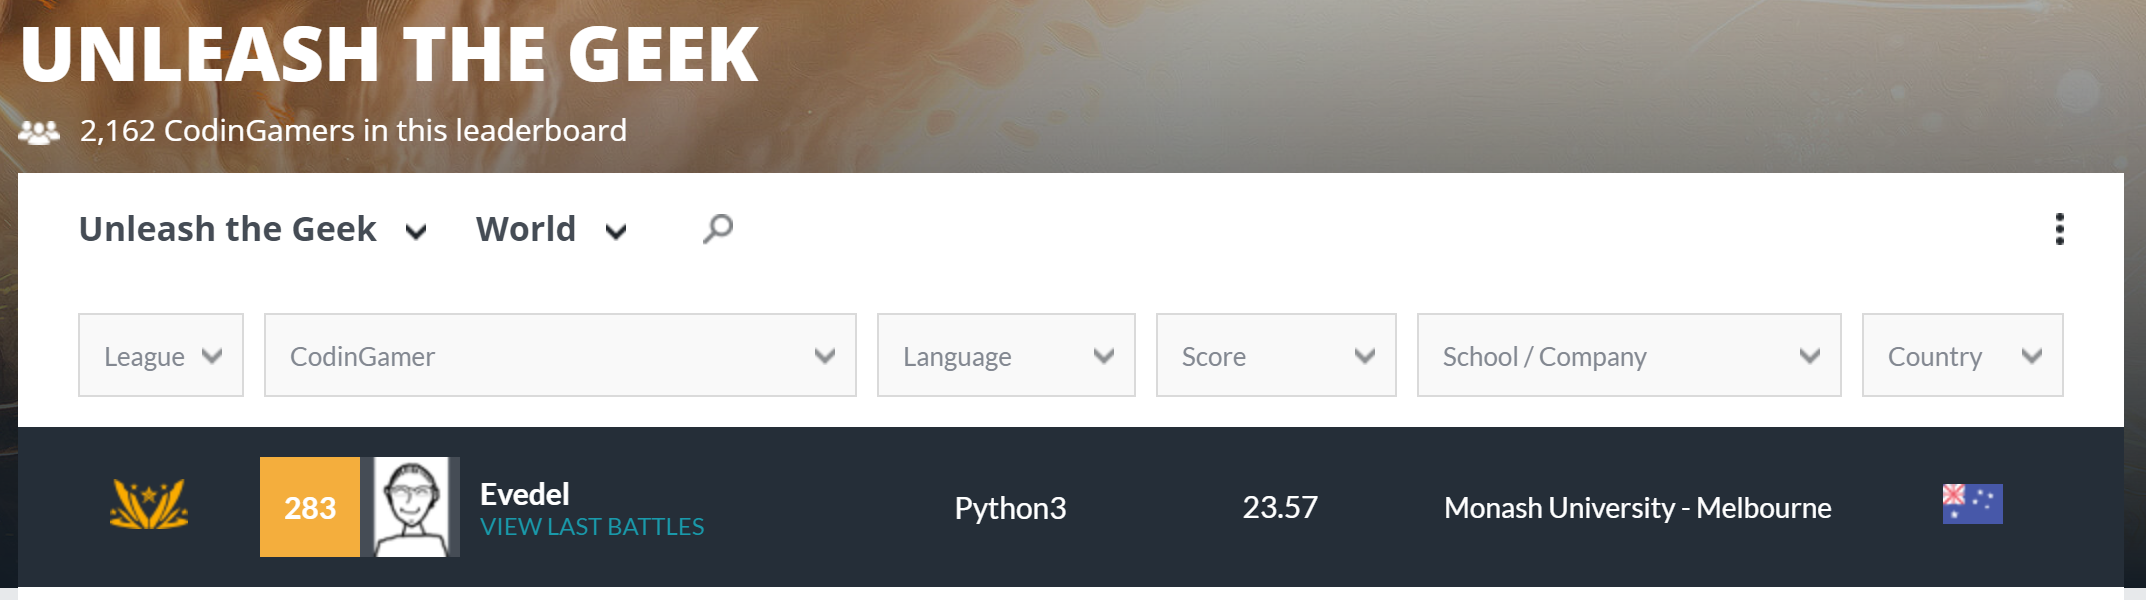 UNLEASH THE GEEK
2,162 CodinGamers in this leaderboard
Unleash the Geek World
League CodinGamer Language Score School / Company Country
283 Evedel Python3 23.57 Monash University - Melbourne
VIEW LAST BATTLES